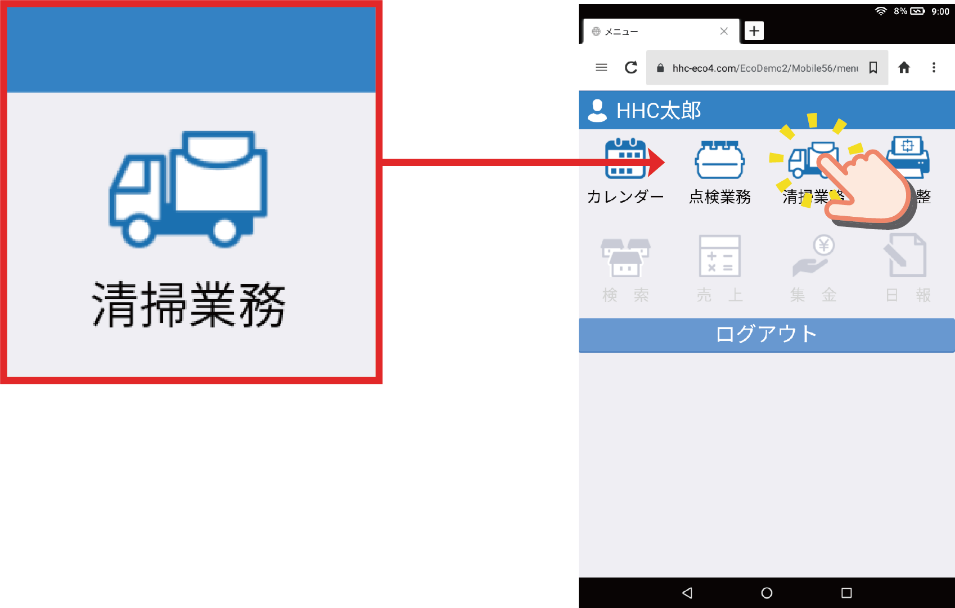 清掃業務
8% 9:00
メニュー
hhc-eco4.com/EcoDemo2/Mobile56/menu
HHC太郎
カレンダー 点検業務 清掃業務 整
検 索 売 上 集 金 日 報
ログアウト